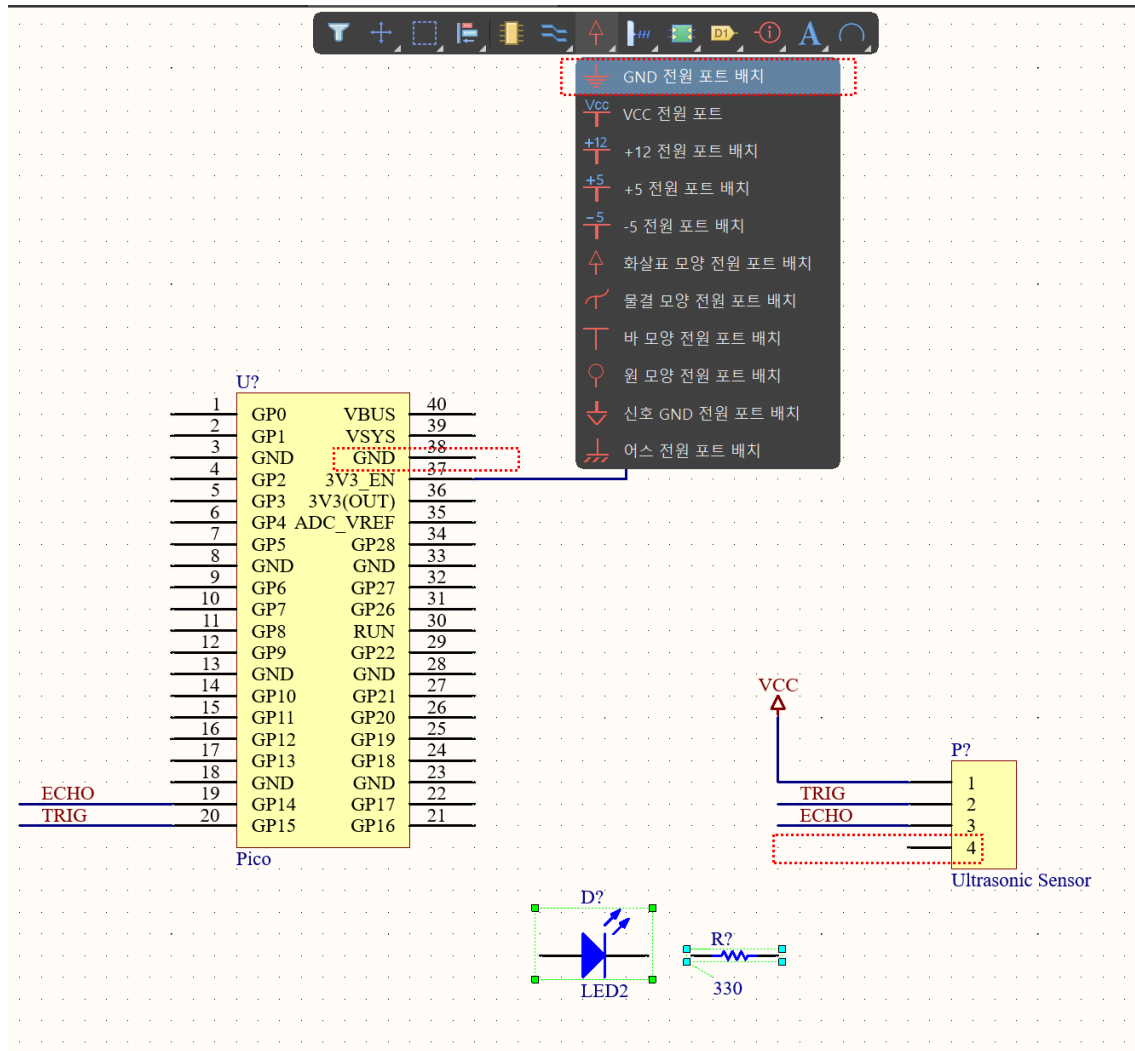 D1
A
GND 전원 포트 배치
Vcc VCC 전원 포트
+12 +12 전원 포트 배치
+5 +5 전원 포트 배치
-5 -5 전원 포트 배치
화살표 모양 전원 포트 배치
물결 모양 전원 포트 배치
바 모양 전원 포트 배치
원 모양 전원 포트 배치
신호 GND 전원 포트 배치
어스 전원 포트 배치
U?
1 GP0 VBUS 40
2 GP1 VSYS 39
3 GND GND 38
4 GP2 3V3_EN 37
5 GP3 3V3(OUT) 36
6 GP4 ADC_VREF 35
7 GP5 GP28 34
8 GND GND 33
9 GP6 GP27 32
10 GP7 GP26 31
11 GP8 RUN 30
12 GP9 GP22 29
13 GND GND 28
14 GP10 GP21 27
15 GP11 GP20 26
16 GP12 GP19 25
17 GP13 GP18 24
18 GND GND 23
ECHO 19 GP14 GP17 22
TRIG 20 GP15 GP16 21
Pico
VCC
P?
1
TRIG 2
ECHO 3
4
Ultrasonic Sensor
D?
LED2
R?
330